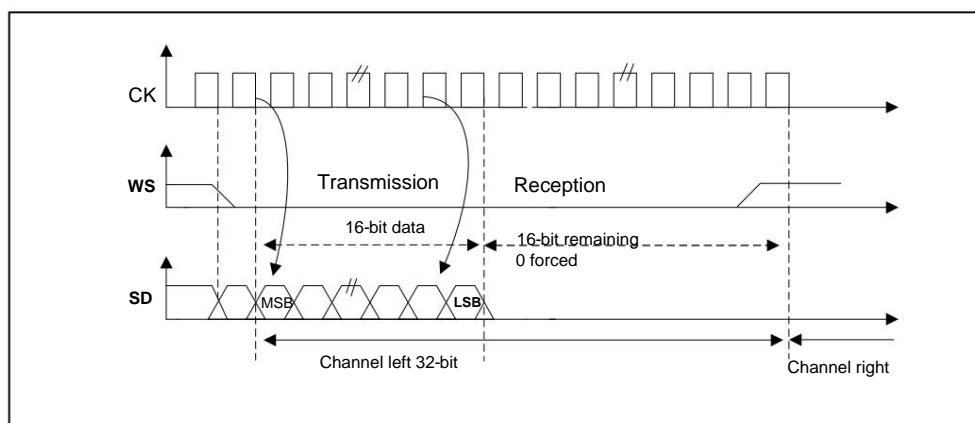 CK
WS
Transmission
Reception
16-bit data
16-bit remaining
0 forced
SD
MSB
LSB
Channel left 32-bit
Channel right